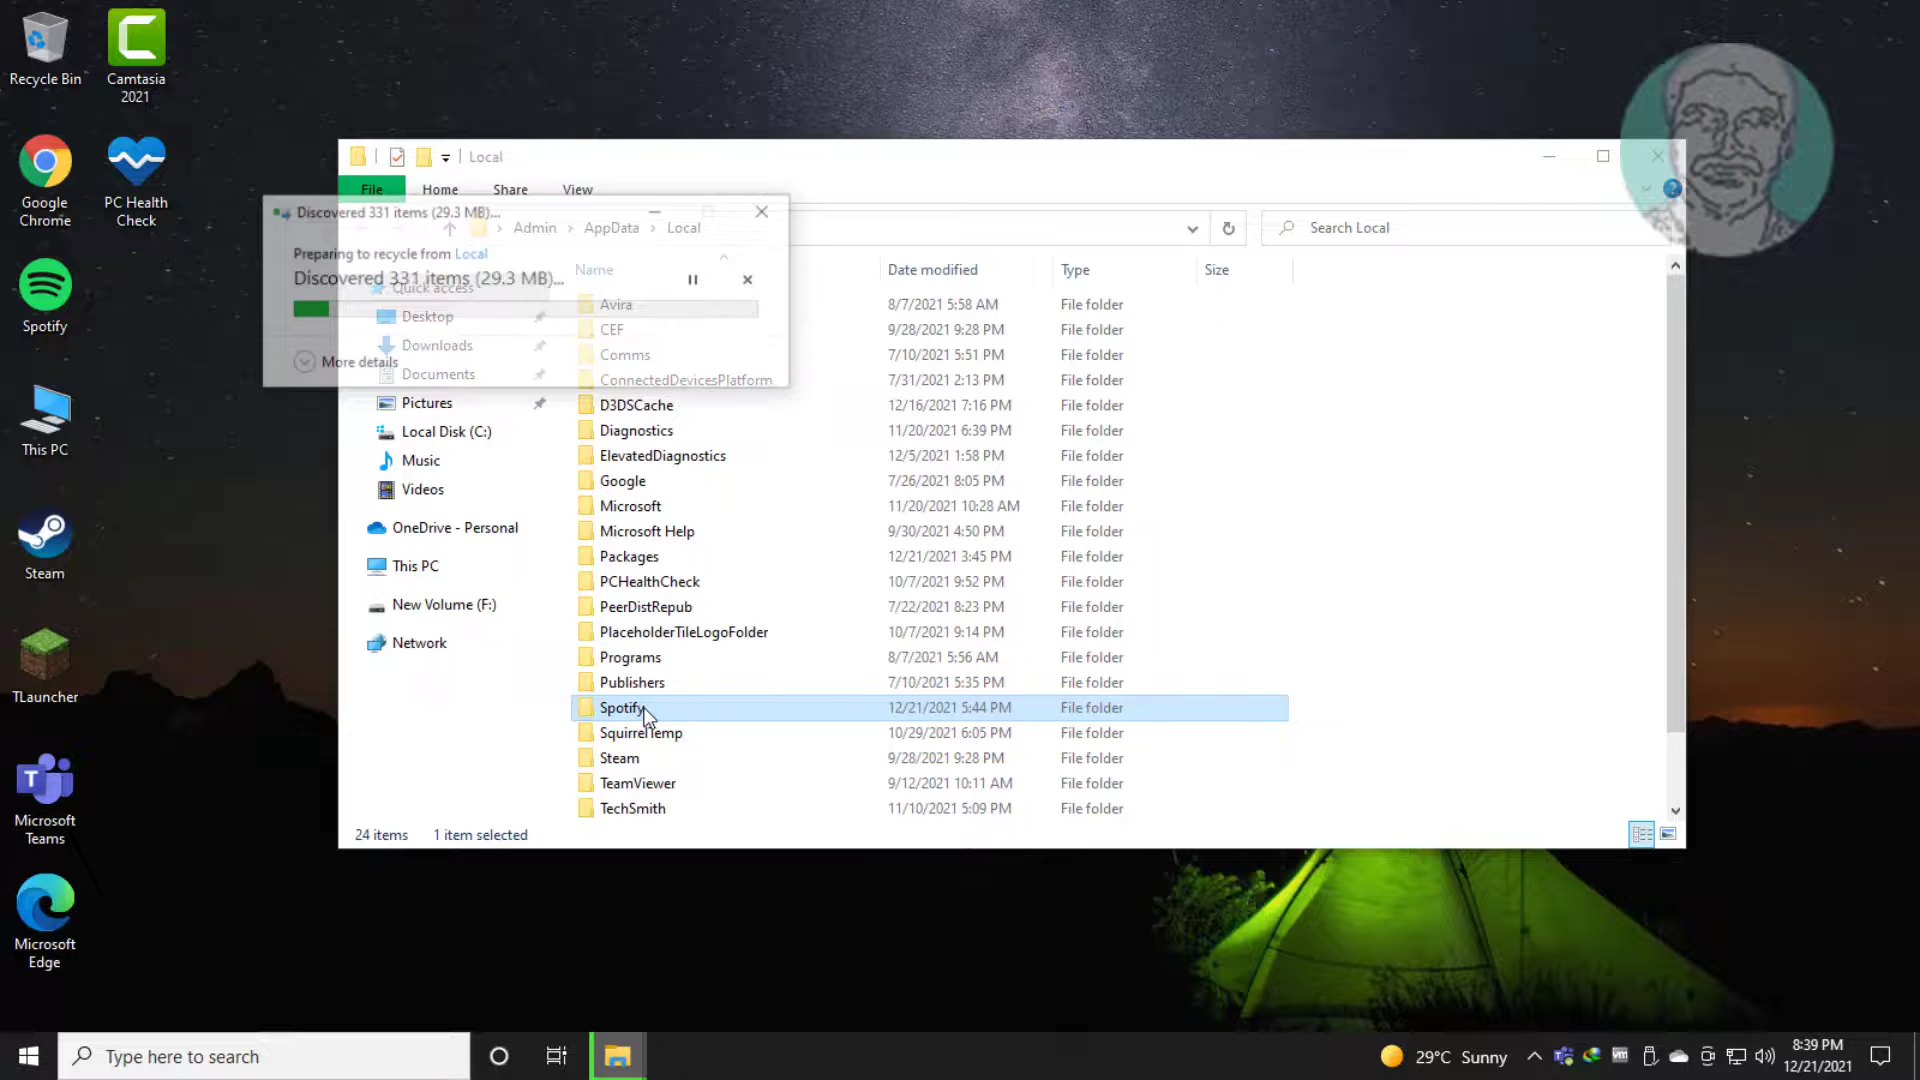 Recycle Bin
Camtasia
2021
Google
Chrome
PC Health
Check
Spotify
This PC
Steam
TLauncher
Microsoft
Teams
Microsoft
Edge
Local
File Home Share View
Discovered 331 items (29.3 MB)...
Admin > AppData > Local
Search Local
Preparing to recycle from Local
Discovered 331 items (29.3 MB)...
More details
Quick access
Desktop
Downloads
Documents
Pictures
Local Disk (C:)
Music
Videos
OneDrive - Personal
This PC
New Volume (F:)
Network
Name Date modified Type Size
Avira 8/7/2021 5:58 AM File folder
CEF 9/28/2021 9:28 PM File folder
Comms 7/10/2021 5:51 PM File folder
ConnectedDevicesPlatform 7/31/2021 2:13 PM File folder
D3DSCache 12/16/2021 7:16 PM File folder
Diagnostics 11/20/2021 6:39 PM File folder
ElevatedDiagnostics 12/5/2021 1:58 PM File folder
Google 7/26/2021 8:05 PM File folder
Microsoft 11/20/2021 10:28 AM File folder
Microsoft Help 9/30/2021 4:50 PM File folder
Packages 12/21/2021 3:45 PM File folder
PCHealthCheck 10/7/2021 9:52 PM File folder
PeerDistRepub 7/22/2021 8:23 PM File folder
PlaceholderTileLogoFolder 10/7/2021 9:14 PM File folder
Programs 8/7/2021 5:56 AM File folder
Publishers 7/10/2021 5:35 PM File folder
Spotify 12/21/2021 5:44 PM File folder
SquirrelTemp 10/29/2021 6:05 PM File folder
Steam 9/28/2021 9:28 PM File folder
TeamViewer 9/12/2021 10:11 AM File folder
TechSmith 11/10/2021 5:09 PM File folder
24 items 1 item selected
Type here to search
29°C Sunny
8:39 PM
12/21/2021